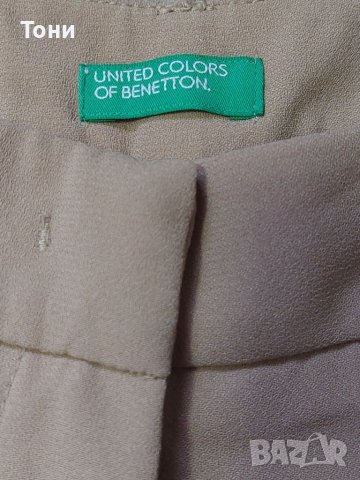 Тони
UNITED COLORS
OF BENETTON.
BAZAR